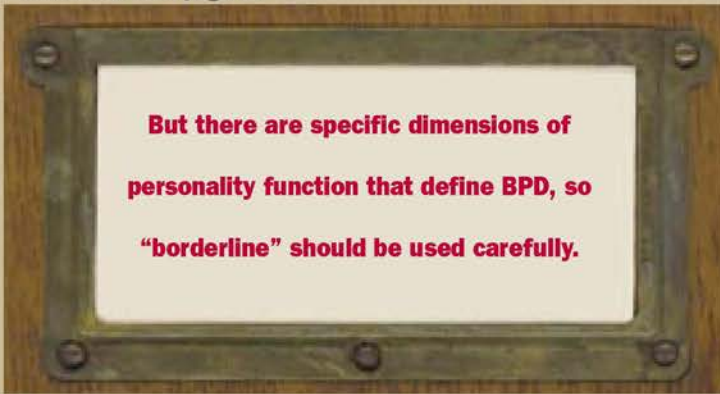 But there are specific dimensions of
personality function that define BPD, so
“borderline” should be used carefully.